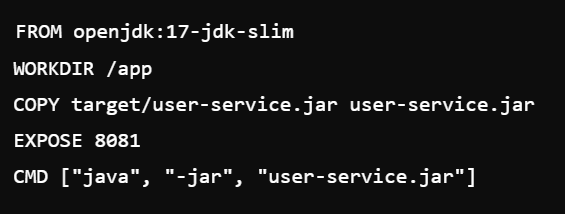 FROM openjdk:17-jdk-slim
WORKDIR /app
COPY target/user-service.jar user-service.jar
EXPOSE 8081
CMD ["java", "-jar", "user-service.jar"]